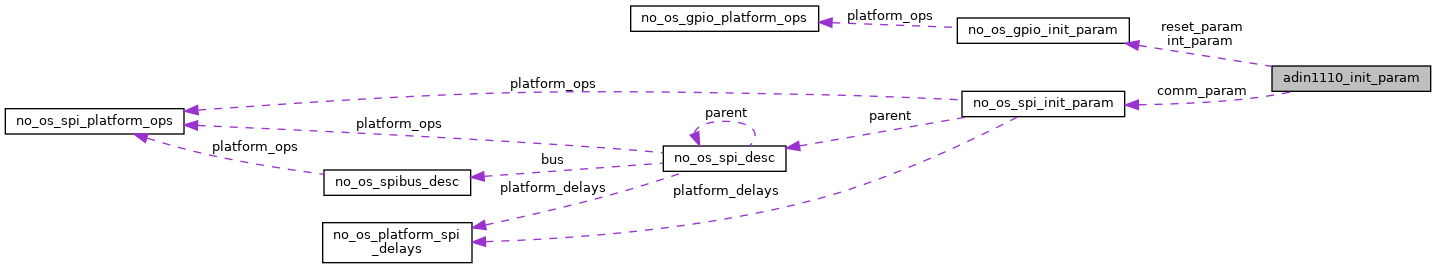 no_os_gpio_platform_ops
platform_ops
no_os_gpio_init_param
reset_param
int_param
adin1110_init_param
platform_ops
no_os_spi_init_param
comm_param
no_os_spi_platform_ops
platform_ops
parent
parent
no_os_spi_desc
platform_ops
bus
no_os_spibus_desc
platform_delays
platform_delays
no_os_platform_spi
_delays